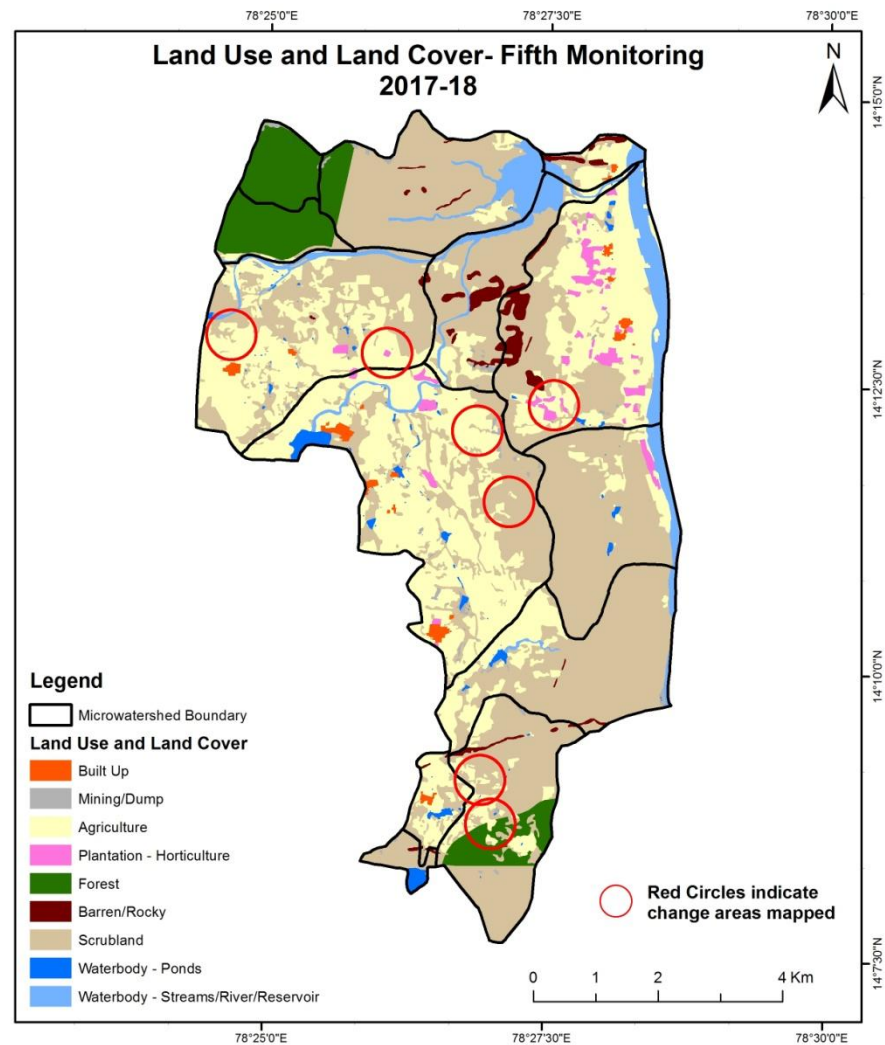 78°25'0"E 78°27'30"E 78°30'0"E
Land Use and Land Cover- Fifth Monitoring
2017-18
N
14°15'0"N
14°12'30"N
14°10'0"N
14°7'30"N
Legend
Microwatershed Boundary
Land Use and Land Cover
Built Up
Mining/Dump
Agriculture
Plantation - Horticulture
Forest
Barren/Rocky
Scrubland
Waterbody - Ponds
Waterbody - Streams/River/Reservoir
Red Circles indicate
change areas mapped
0 1 2 4 Km
78°25'0"E 78°27'30"E 78°30'0"E